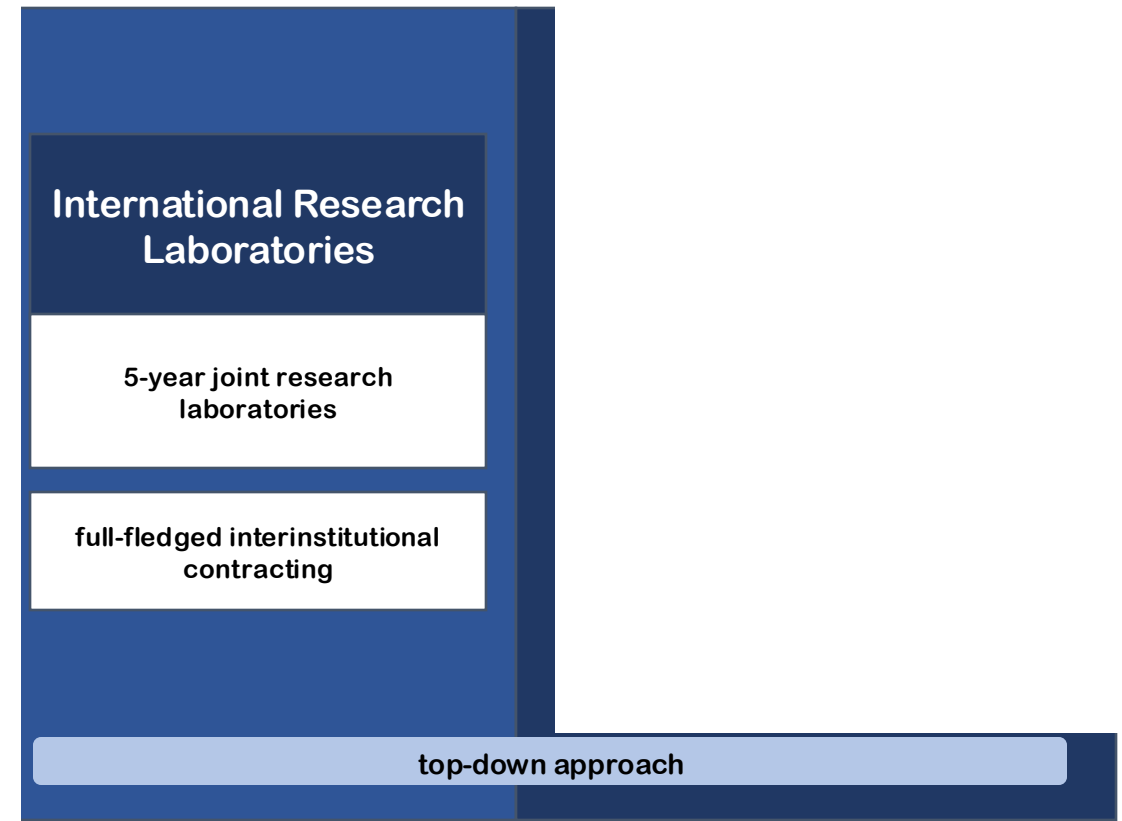 International Research
Laboratories
5-year joint research
laboratories
full-fledged interinstitutional
contracting
top-down approach